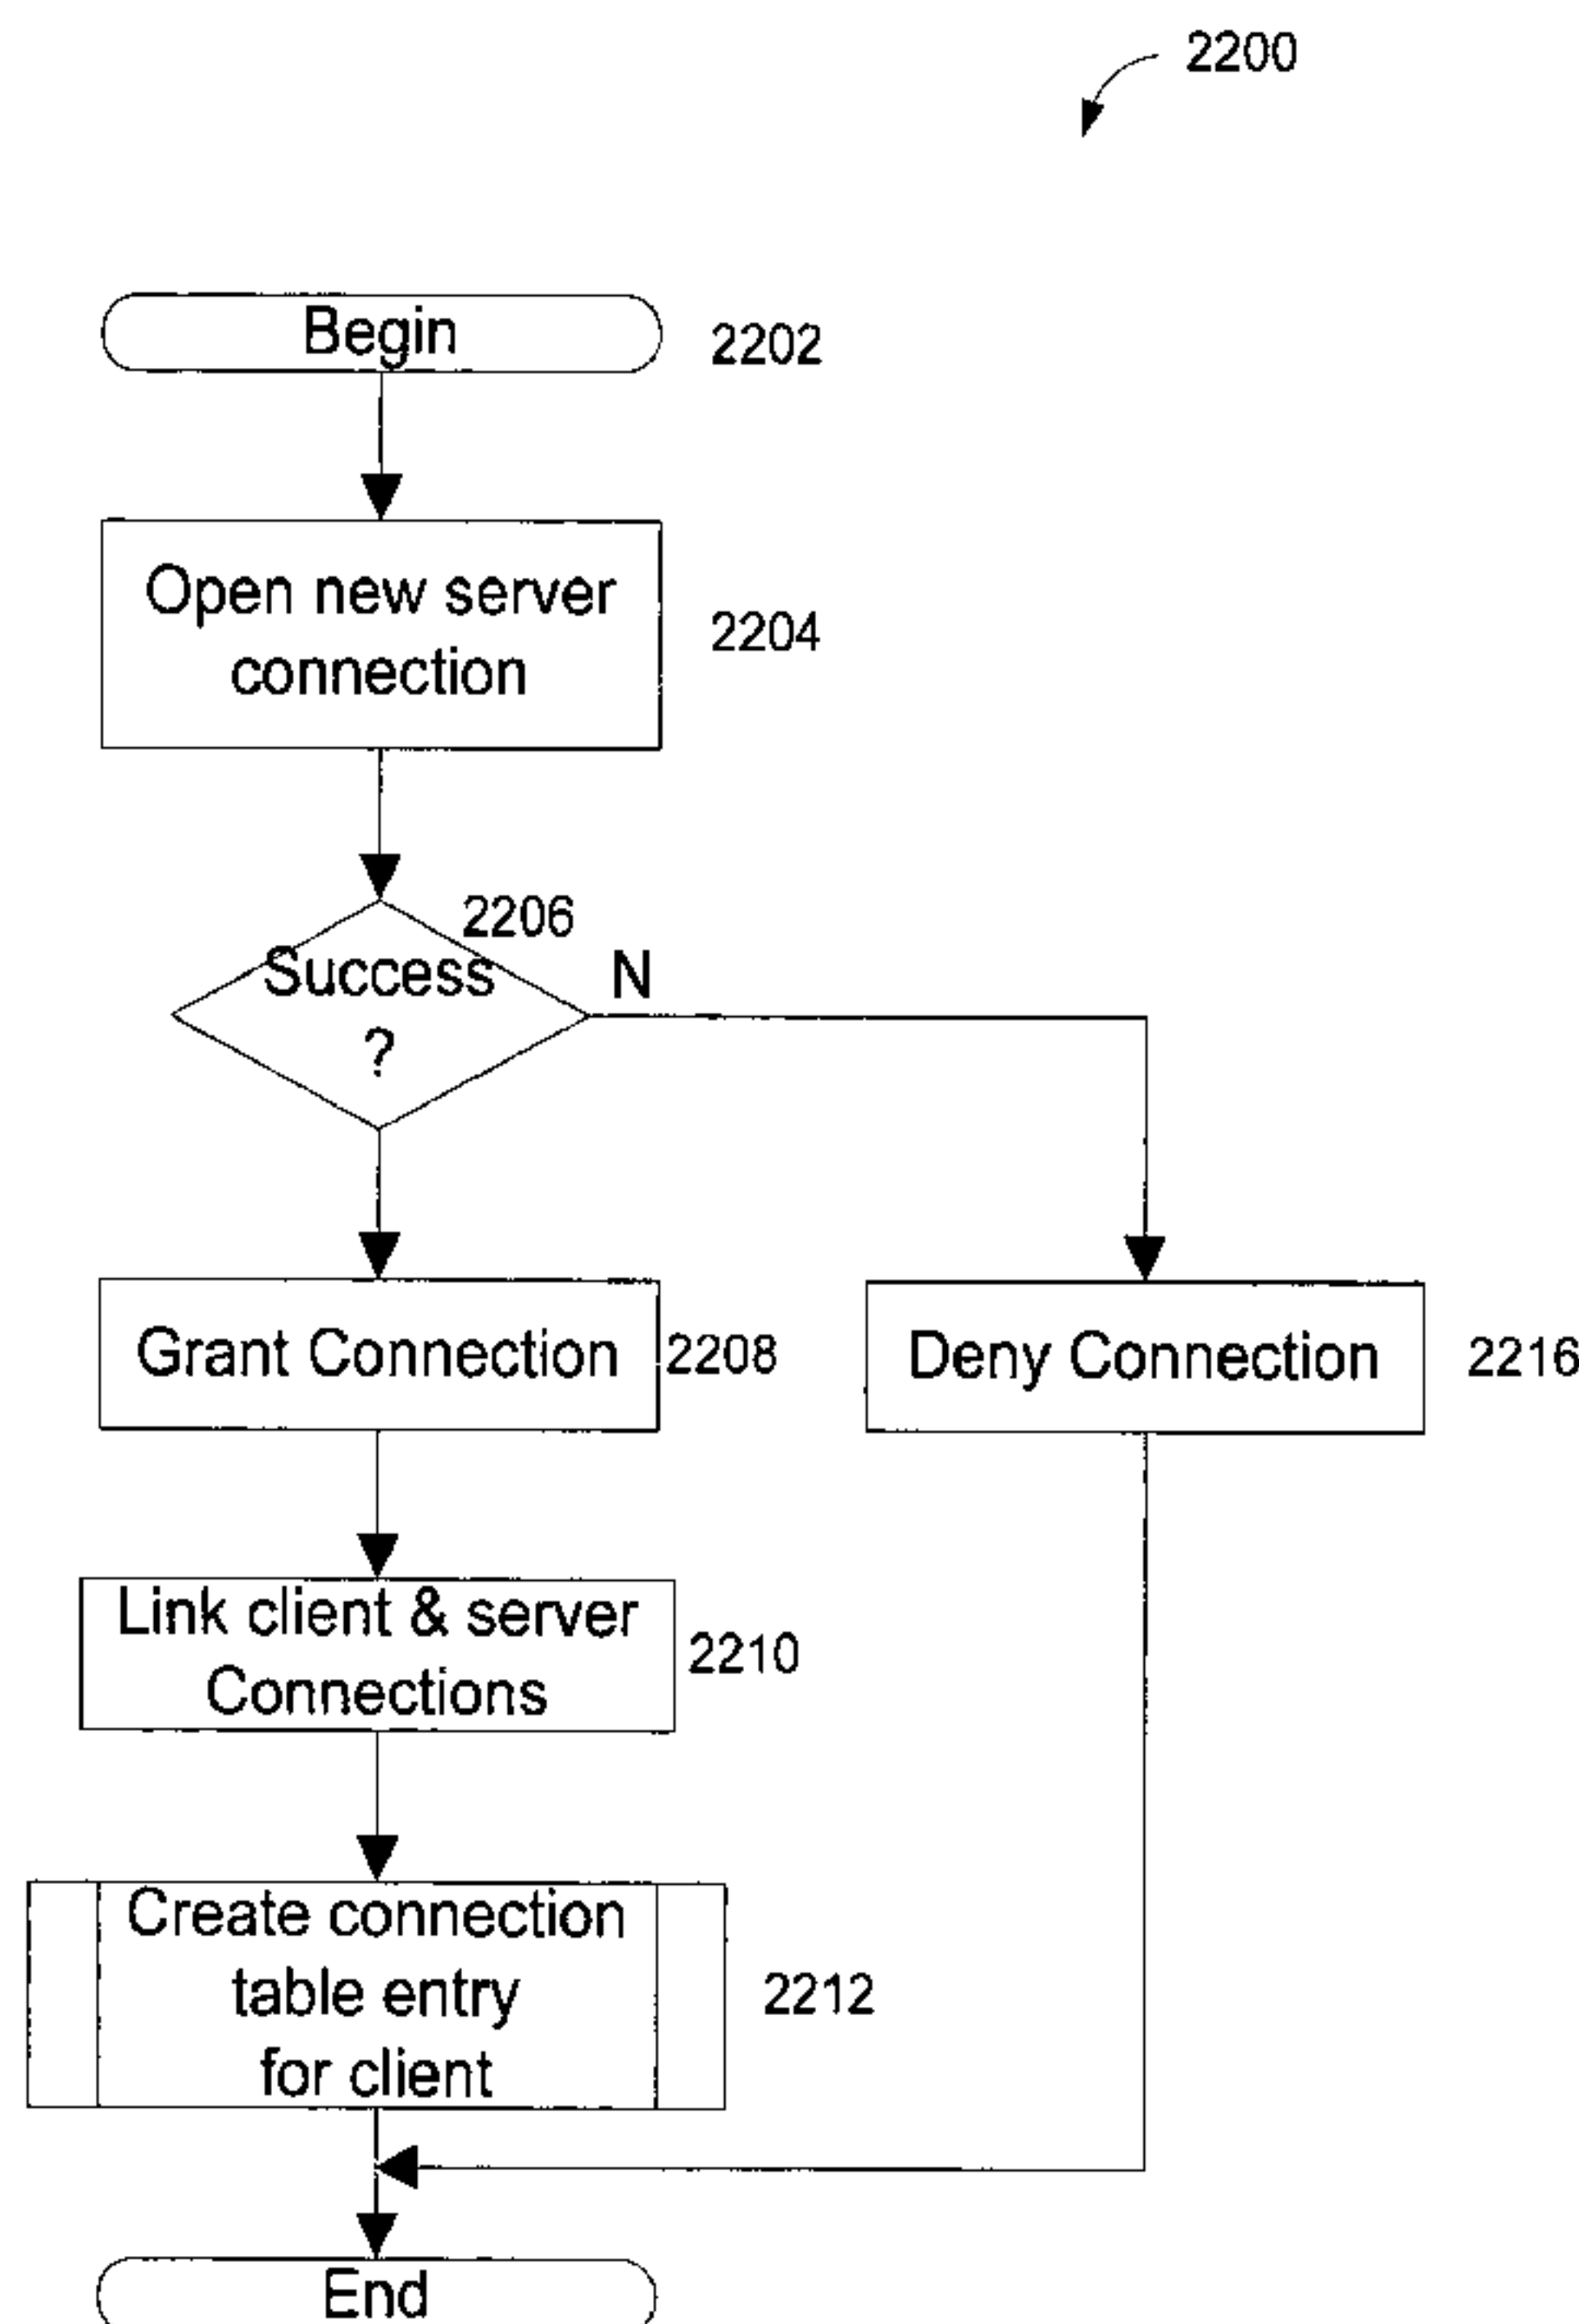 2200
Begin
2202
Open new server
connection
2204
2206
Success
?
N
Grant Connection
2208
Deny Connection
2216
Link client & server
Connections
2210
Create connection
table entry
for client
2212
End